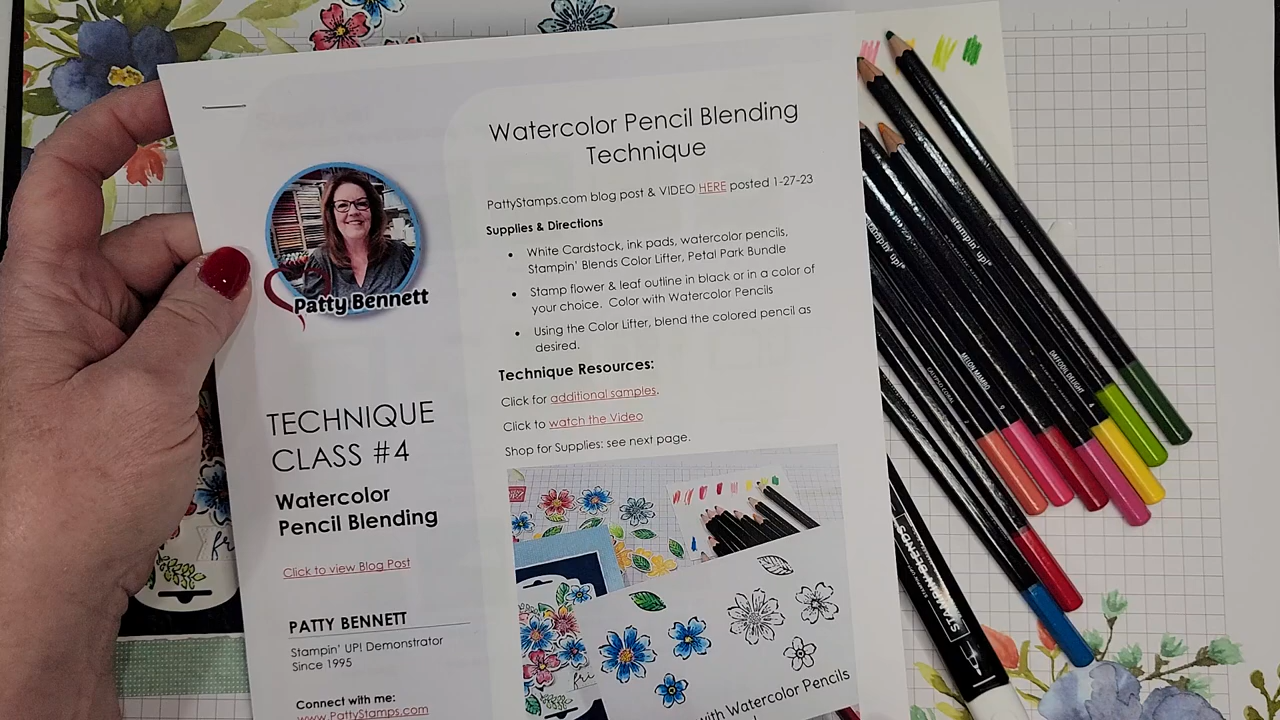 Patty Bennett
TECHNIQUE
CLASS #4
Watercolor
Pencil Blending
Click to view Blog Post
PATTY BENNETT
Stampin' UP! Demonstrator
Since 1995
Connect with me:
www.PattyStamps.com
Watercolor Pencil Blending
Technique
PattyStamps.com blog post & VIDEO HERE posted 1-27-23
Supplies & Directions
• White Cardstock, ink pads, watercolor pencils,
Stampin' Blends Color Lifter, Petal Park Bundle
• Stamp flower & leaf outline in black or in a color of
your choice. Color with Watercolor Pencils
• Using the Color Lifter, blend the colored pencil as
desired.
Technique Resources:
Click for additional samples.
Click to watch the Video
Shop for Supplies: see next page.
fri
with Watercolor Pencils
Stampin' Up!
Stampin' Up!
DAFFODIL DELIGHT
MELON MAMBO
CALYPSO CORAL
STAMPIN' BLENDS
fri